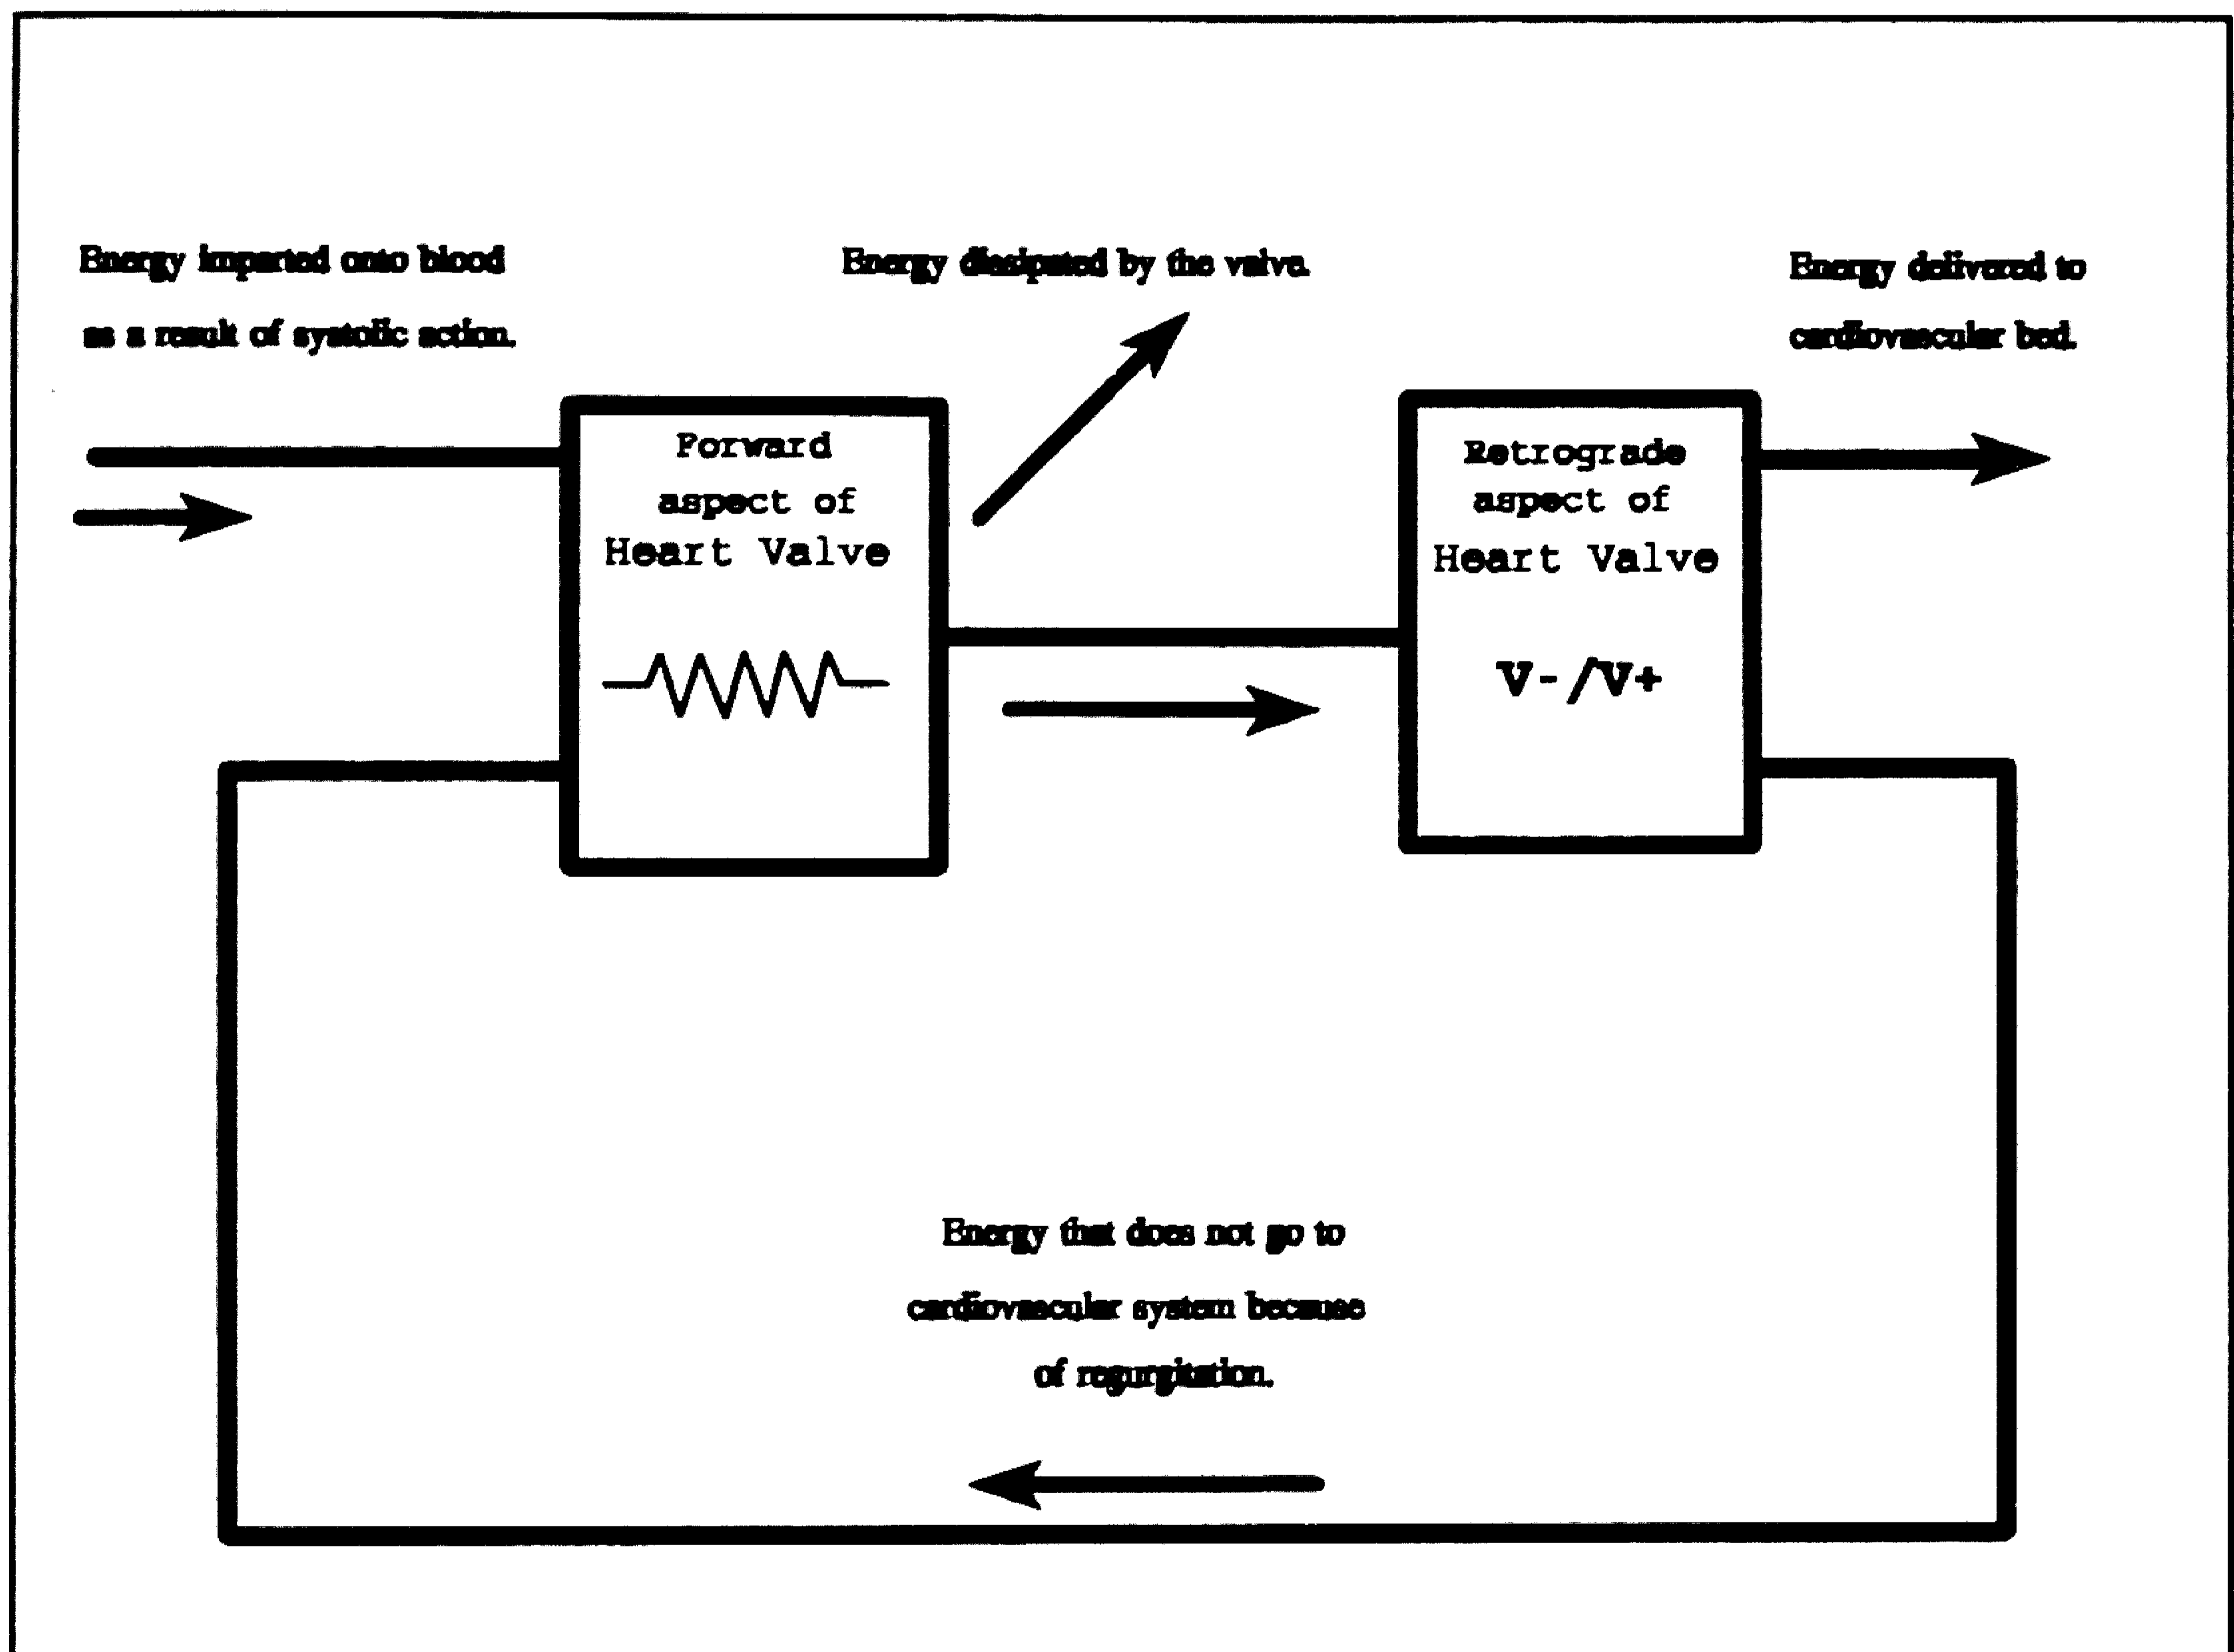 Energy imparted onto blood
as a result of systolic action.
Energy dissipated by the valve.
Energy delivered to
cardiovascular bed.
Forward
aspect of
Heart Valve
Retrograde
aspect of
Heart Valve
V-/V+
Energy that does not go to
cardiovascular system because
of regurgitation.